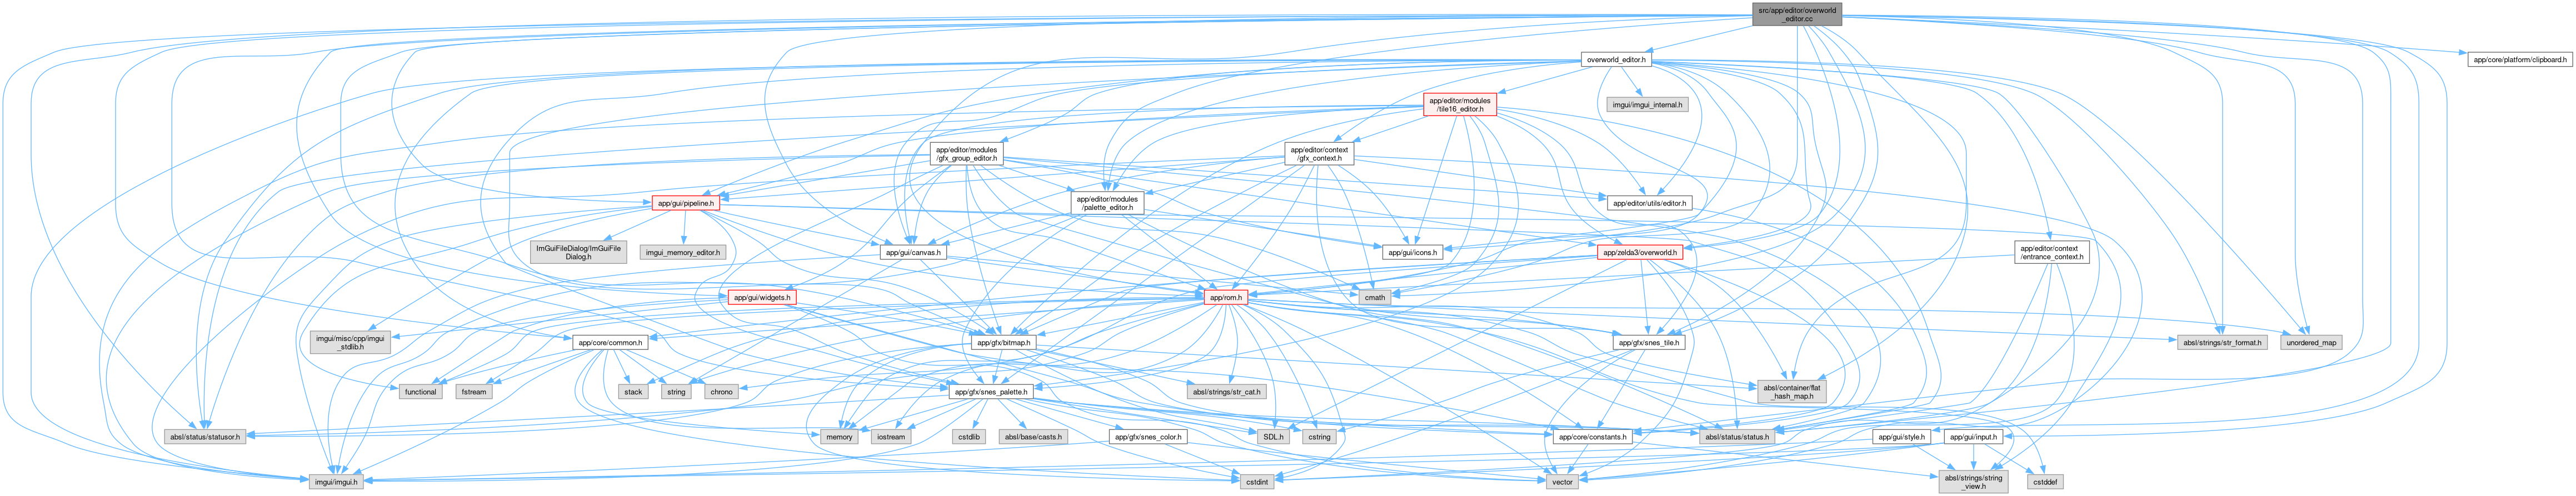 src/app/editor/overworld
_editor.cc
overworld_editor.h
app/core/platform/clipboard.h
app/editor/modules
/tile16_editor.h
imgui/imgui_internal.h
app/editor/modules
/gfx_group_editor.h
app/editor/context
/gfx_context.h
app/gui/pipeline.h
app/editor/modules
/palette_editor.h
app/editor/utils/editor.h
ImGuiFileDialog/ImGuiFile
Dialog.h
imgui_memory_editor.h
app/gui/canvas.h
app/gui/icons.h
app/zelda3/overworld.h
app/editor/context
/entrance_context.h
app/gui/widgets.h
app/rom.h
cmath
imgui/misc/cpp/imgui
_stdlib.h
app/core/common.h
app/gfx/bitmap.h
app/gfx/snes_tile.h
absl/strings/str_format.h
unordered_map
functional
fstream
stack
string
chrono
app/gfx/snes_palette.h
absl/strings/str_cat.h
absl/container/flat
_hash_map.h
absl/status/statusor.h
memory
iostream
cstdlib
absl/base/casts.h
app/gfx/snes_color.h
SDL.h
cstring
app/core/constants.h
absl/status/status.h
app/gui/style.h
app/gui/input.h
imgui/imgui.h
cstdint
vector
absl/strings/string
_view.h
cstddef